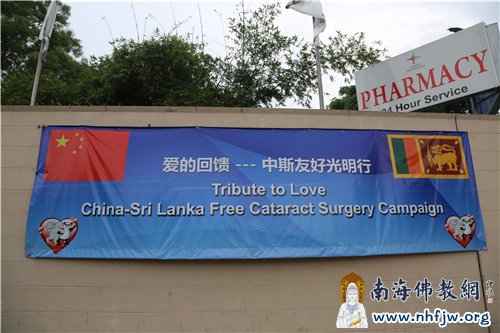 PHARMACY
24 Hour Service
爱的回馈 --- 中斯友好光明行
Tribute to Love
China-Sri Lanka Free Cataract Surgery Campaign
南海佛教網
www.nhfjw.org